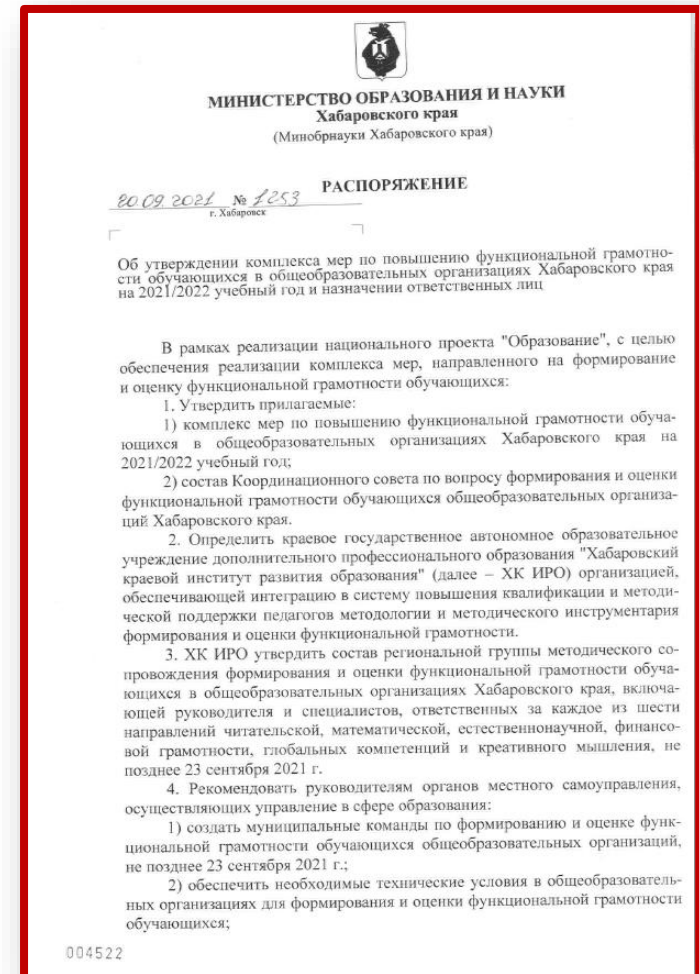 МИНИСТЕРСТВО ОБРАЗОВАНИЯ И НАУКИ
Хабаровского края
(Минобрнауки Хабаровского края)
РАСПОРЯЖЕНИЕ
20.09.2021 № 1253
г. Хабаровск
Об утверждении комплекса мер по повышению функциональной грамотно-
сти обучающихся в общеобразовательных организациях Хабаровского края
на 2021/2022 учебный год и назначении ответственных лиц
В рамках реализации национального проекта "Образование", с целью
обеспечения реализации комплекса мер, направленного на формирование
и оценку функциональной грамотности обучающихся:
1. Утвердить прилагаемые:
1) комплекс мер по повышению функциональной грамотности обуча-
ющихся в общеобразовательных организациях Хабаровского края на
2021/2022 учебный год;
2) состав Координационного совета по вопросу формирования и оценки
функциональной грамотности обучающихся общеобразовательных организа-
ций Хабаровского края.
2. Определить краевое государственное автономное образовательное
учреждение дополнительного профессионального образования "Хабаровский
краевой институт развития образования" (далее – ХК ИРО) организацией,
обеспечивающей интеграцию в систему повышения квалификации и методи-
ческой поддержки педагогов методологии и методического инструментария
формирования и оценки функциональной грамотности.
3. ХК ИРО утвердить состав региональной группы методического со-
провождения формирования и оценки функциональной грамотности обуча-
ющихся в общеобразовательных организациях Хабаровского края, включа-
ющей руководителя и специалистов, ответственных за каждое из шести
направлений читательской, математической, естественнонаучной, финансо-
вой грамотности, глобальных компетенций и креативного мышления, не
позднее 23 сентября 2021 г.
4. Рекомендовать руководителям органов местного самоуправления,
осуществляющих управление в сфере образования:
1) создать муниципальные команды по формированию и оценке функ-
циональной грамотности обучающихся общеобразовательных организаций,
не позднее 23 сентября 2021 г.;
2) обеспечить необходимые технические условия в общеобразователь-
ных организациях для формирования и оценки функциональной грамотности
обучающихся;
004522